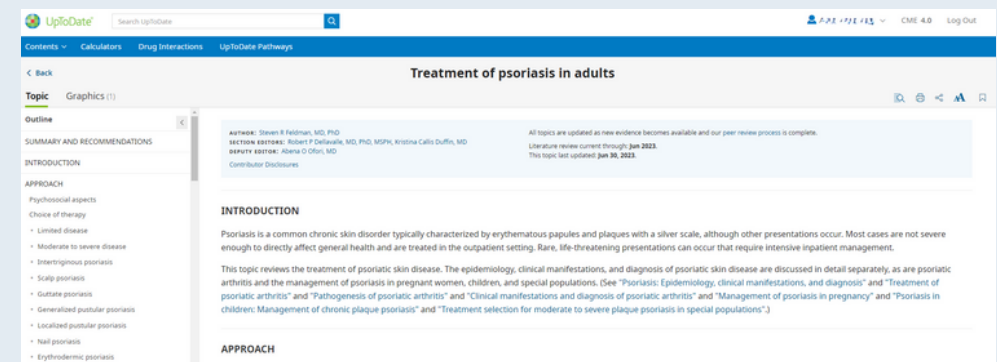 UpToDate®
Search UpToDate
CME 4.0 Log Out
Contents Calculators Drug Interactions UpToDate Pathways
< Back
Treatment of psoriasis in adults
Topic Graphics (1)
Outline
SUMMARY AND RECOMMENDATIONS
INTRODUCTION
APPROACH
Psychosocial aspects
Choice of therapy
• Limited disease
• Moderate to severe disease
• Intertriginous psoriasis
• Scalp psoriasis
• Guttate psoriasis
• Generalized pustular psoriasis
• Localized pustular psoriasis
• Nail psoriasis
• Erythrodermic psoriasis
AUTHOR: Steven R Feldman, MD, PhD
SECTION EDITORS: Robert P Dellavalle, MD, PhD, MSPH, Kristina Callis Duffin, MD
DEPUTY EDITOR: Abena O Ofori, MD
Contributor Disclosures
All topics are updated as new evidence becomes available and our peer review process is complete.
Literature review current through: Jun 2023.
This topic last updated: Jun 30, 2023.
INTRODUCTION
Psoriasis is a common chronic skin disorder typically characterized by erythematous papules and plaques with a silver scale, although other presentations occur. Most cases are not severe
enough to directly affect general health and are treated in the outpatient setting. Rare, life-threatening presentations can occur that require intensive inpatient management.
This topic reviews the treatment of psoriatic skin disease. The epidemiology, clinical manifestations, and diagnosis of psoriatic skin disease are discussed in detail separately, as are psoriatic
arthritis and the management of psoriasis in pregnant women, children, and special populations. (See "Psoriasis: Epidemiology, clinical manifestations, and diagnosis" and "Treatment of
psoriatic arthritis" and "Pathogenesis of psoriatic arthritis" and "Clinical manifestations and diagnosis of psoriatic arthritis" and "Management of psoriasis in pregnancy" and "Psoriasis in
children: Management of chronic plaque psoriasis" and "Treatment selection for moderate to severe plaque psoriasis in special populations".)
APPROACH